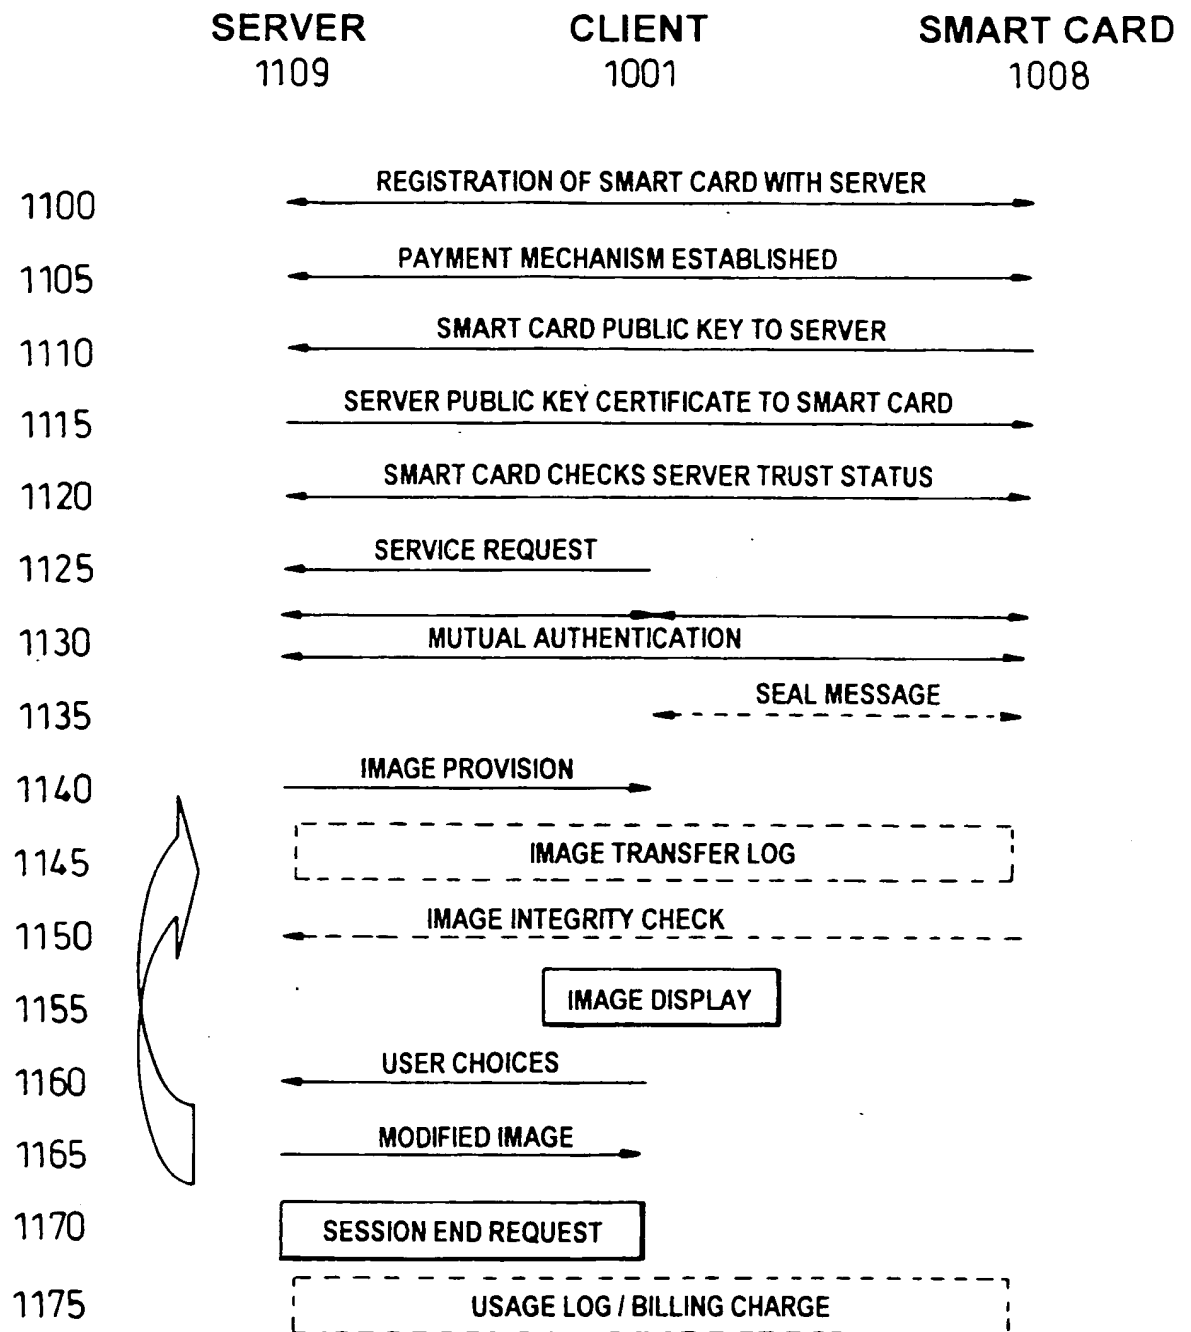 SERVER CLIENT SMART CARD
1109 1001 1008
1100 REGISTRATION OF SMART CARD WITH SERVER
1105 PAYMENT MECHANISM ESTABLISHED
1110 SMART CARD PUBLIC KEY TO SERVER
1115 SERVER PUBLIC KEY CERTIFICATE TO SMART CARD
1120 SMART CARD CHECKS SERVER TRUST STATUS
1125 SERVICE REQUEST
1130 MUTUAL AUTHENTICATION
1135 SEAL MESSAGE
1140 IMAGE PROVISION
1145 IMAGE TRANSFER LOG
1150 IMAGE INTEGRITY CHECK
1155 IMAGE DISPLAY
1160 USER CHOICES
1165 MODIFIED IMAGE
1170 SESSION END REQUEST
1175 USAGE LOG / BILLING CHARGE